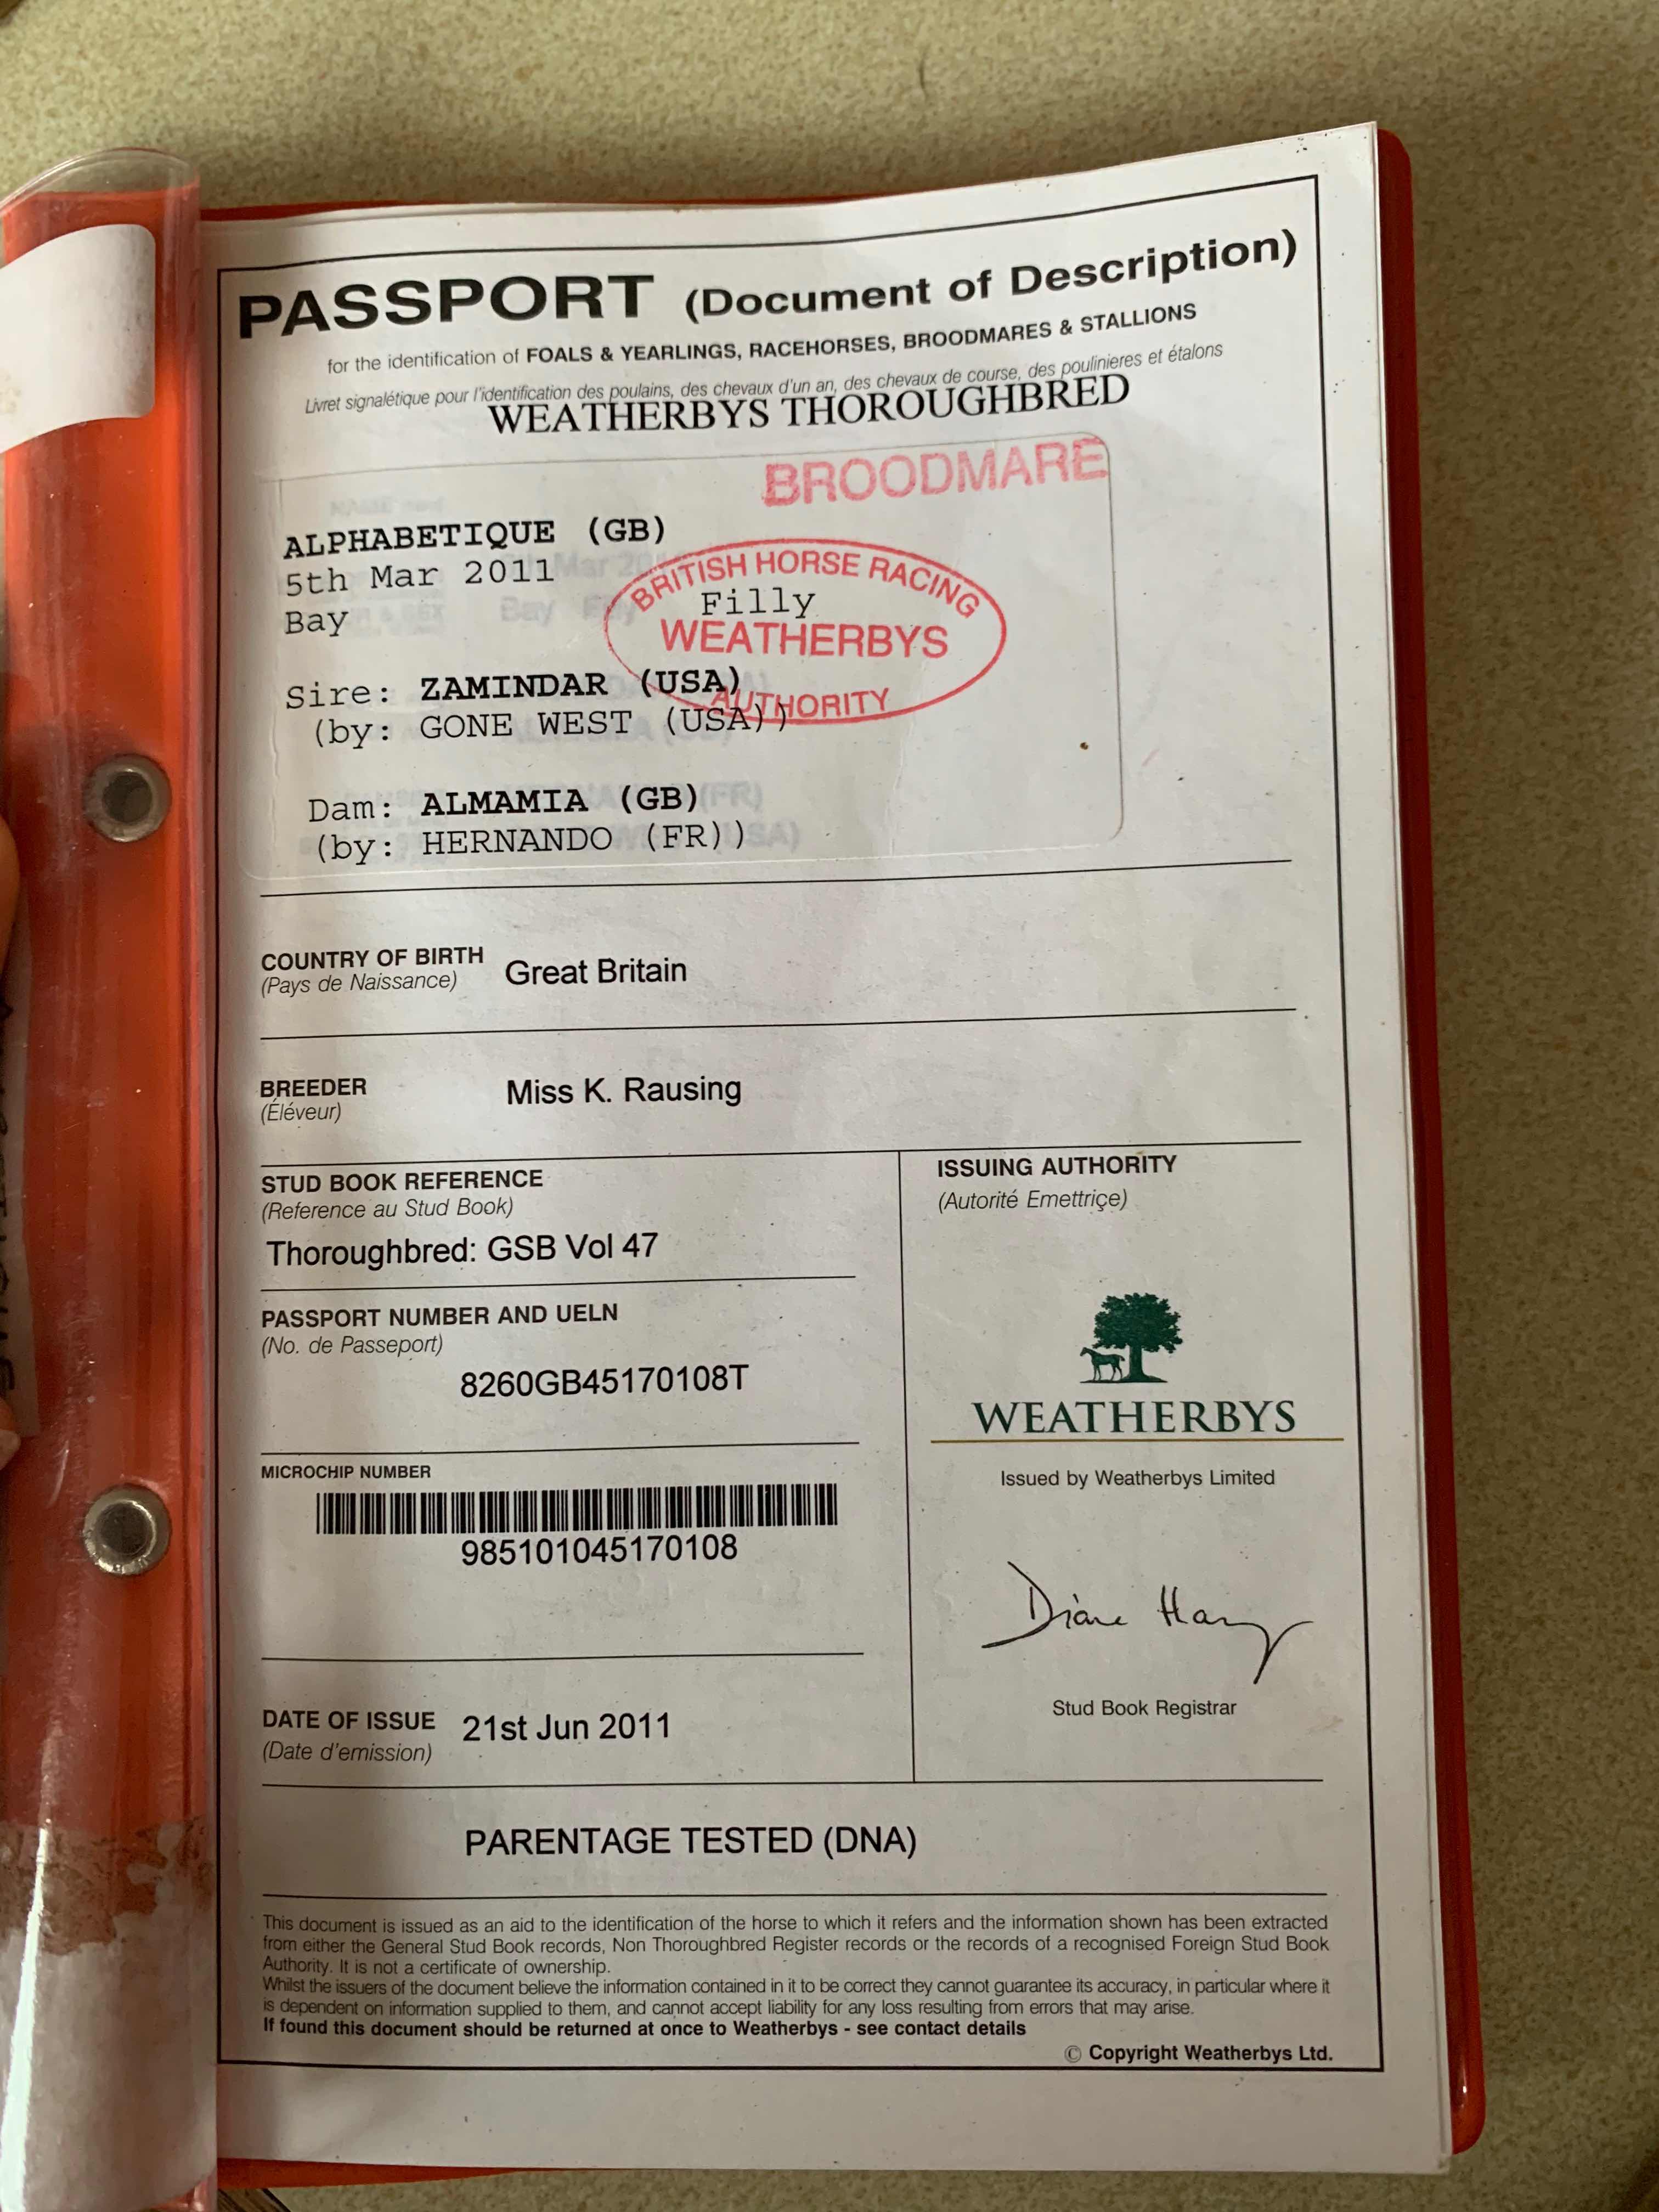 PASSPORT (Document of Description)
for the identification of FOALS & YEARLINGS, RACEHORSES, BROODMARES & STALLIONS
Livret signalétique pour l'identification des poulains, des chevaux d'un an, des chevaux de course, des poulinieres et étalons
WEATHERBYS THOROUGHBRED
BROODMARE
ALPHABETIQUE (GB)
5th Mar 2011
BRITISH HORSE RACING
Bay Filly
WEATHERBYS
AUTHORITY
Sire: ZAMINDAR (USA)
(by: GONE WEST (USA))
Dam: ALMAMIA (GB)
(by: HERNANDO (FR))
COUNTRY OF BIRTH Great Britain
(Pays de Naissance)
BREEDER Miss K. Rausing
(Éléveur)
STUD BOOK REFERENCE
(Reference au Stud Book)
Thoroughbred: GSB Vol 47
PASSPORT NUMBER AND UELN
(No. de Passeport)
8260GB45170108T
MICROCHIP NUMBER
985101045170108
DATE OF ISSUE 21st Jun 2011
(Date d'emission)
ISSUING AUTHORITY
(Autorité Emettriçe)
WEATHERBYS
Issued by Weatherbys Limited
Diane
Stud Book Registrar
PARENTAGE TESTED (DNA)
This document is issued as an aid to the identification of the horse to which it refers and the information shown has been extracted
from either the General Stud Book records, Non Thoroughbred Register records or the records of a recognised Foreign Stud Book
Authority. It is not a certificate of ownership.
Whilst the issuers of the document believe the information contained in it to be correct they cannot guarantee its accuracy, in particular where it
is dependent on information supplied to them, and cannot accept liability for any loss resulting from errors that may arise.
If found this document should be returned at once to Weatherbys - see contact details
© Copyright Weatherbys Ltd.